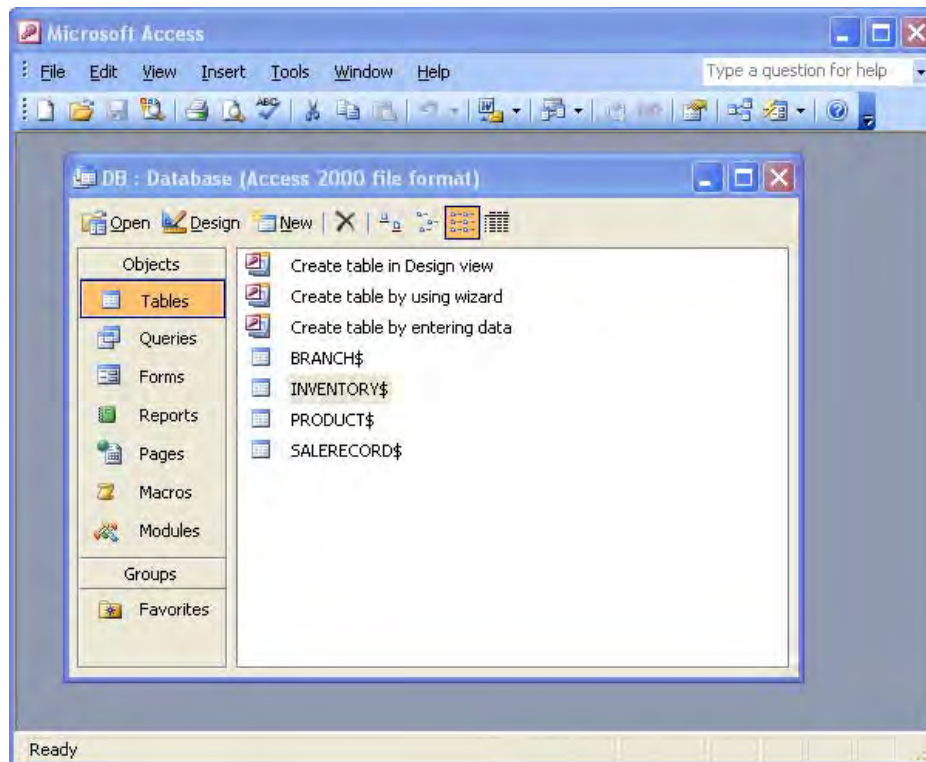 Microsoft Access
File Edit View Insert Tools Window Help Type a question for help
DB : Database (Access 2000 file format)
Open Design New
Objects
Tables
Queries
Forms
Reports
Pages
Macros
Modules
Groups
Favorites
Create table in Design view
Create table by using wizard
Create table by entering data
BRANCH$
INVENTORY$
PRODUCT$
SALERECORD$
Ready